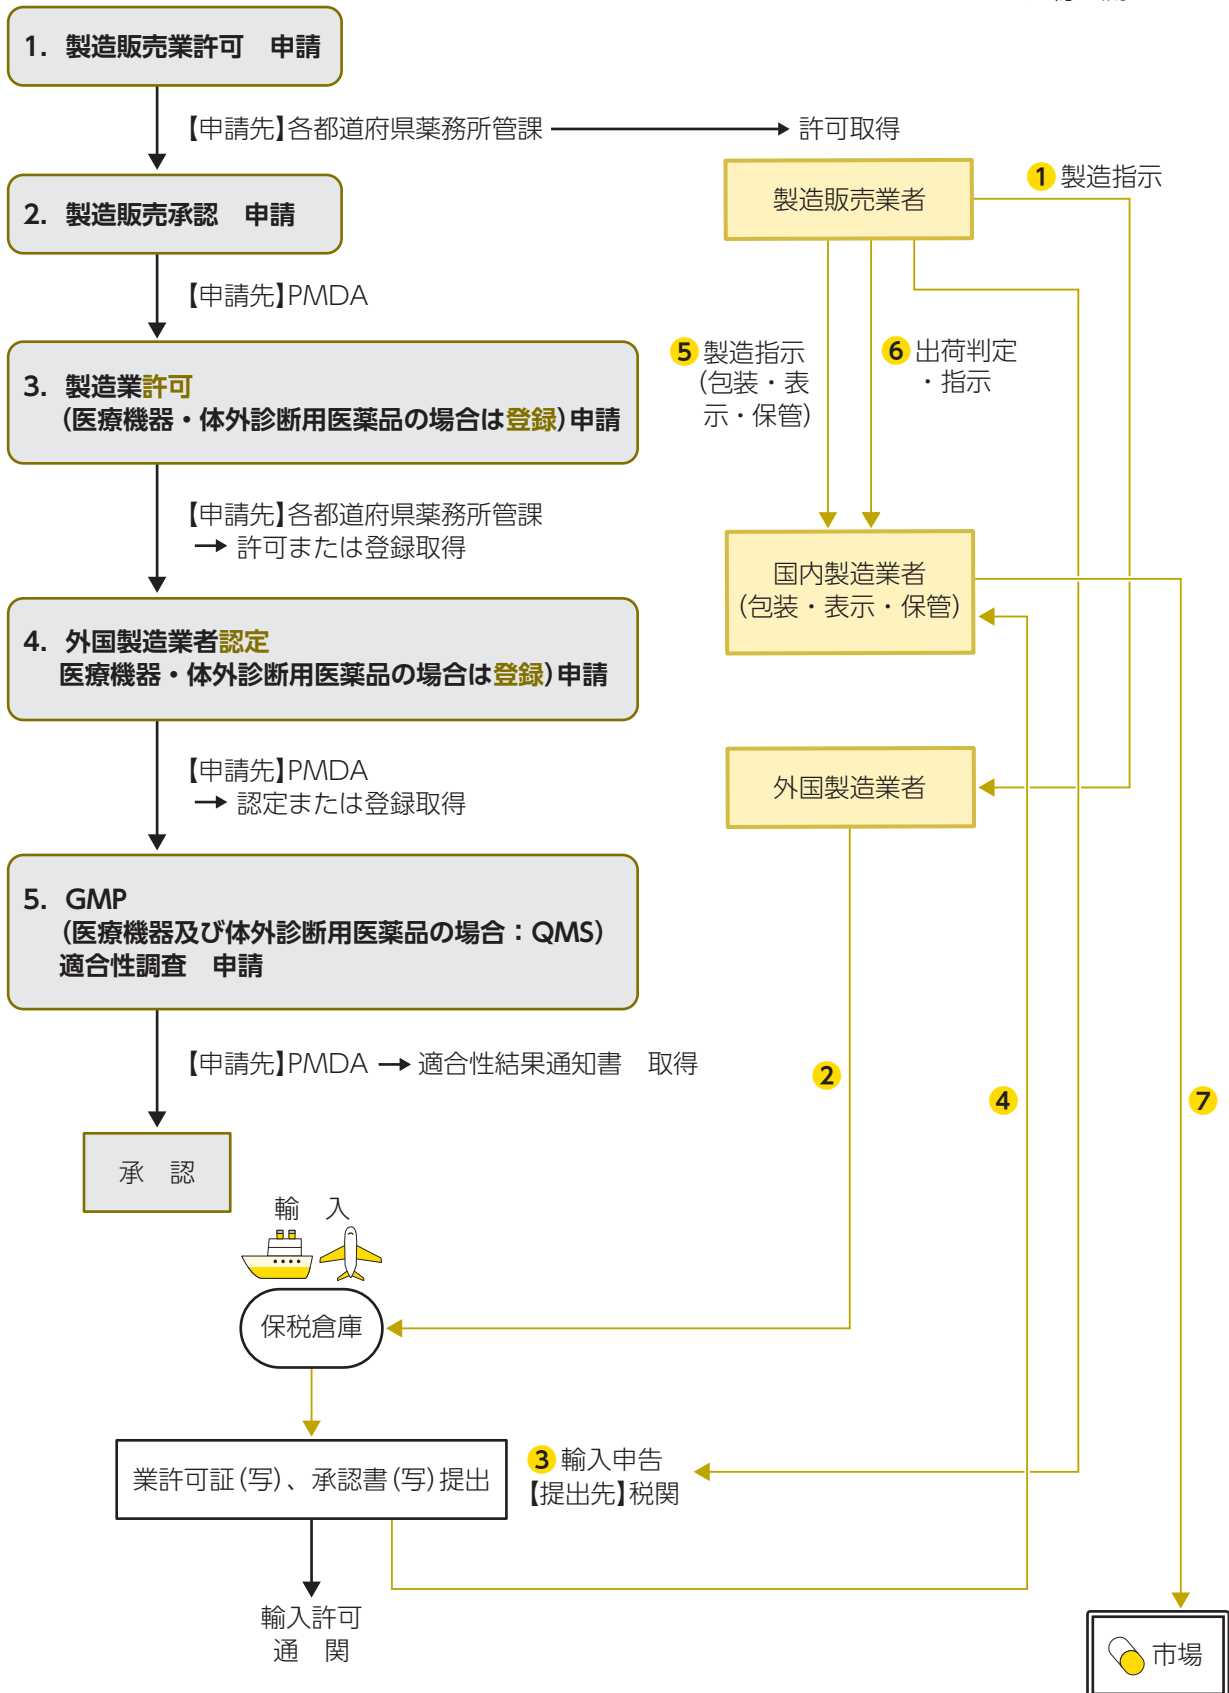 1. 製造販売業許可　申請
【申請先】各都道府県薬務所管課
許可取得
2. 製造販売承認　申請
【申請先】PMDA
3. 製造業許可
(医療機器・体外診断用医薬品の場合は登録)申請
【申請先】各都道府県薬務所管課
→ 許可または登録取得
4. 外国製造業者認定
医療機器・体外診断用医薬品の場合は登録)申請
【申請先】PMDA
→ 認定または登録取得
5. GMP
(医療機器及び体外診断用医薬品の場合：QMS)
適合性調査　申請
【申請先】PMDA → 適合性結果通知書　取得
承　認
製造販売業者
1 製造指示
5 製造指示
(包装・表
示・保管)
6 出荷判定
・指示
国内製造業者
(包装・表示・保管)
外国製造業者
2
4
7
輸　入
保税倉庫
業許可証(写)、承認書(写)提出
3 輸入申告
【提出先】税関
輸入許可
通　関
市場